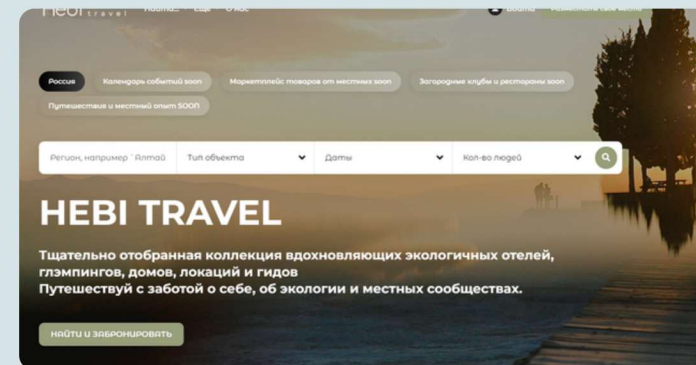 hebi travel
Россия
Календарь событий soon
Маркетплейс товаров от местных soon
Загородные клубы и рестораны soon
Путешествия и местный опыт SOON
Регион, например `Алтай
Тип объекта
Даты
Кол-во людей
HEBI TRAVEL
Тщательно отобранная коллекция вдохновляющих экологичных отелей,
глэмпингов, домов, локаций и гидов
Путешествуй с заботой о себе, об экологии и местных сообществах.
НАЙТИ И ЗАБРОНИРОВАТЬ